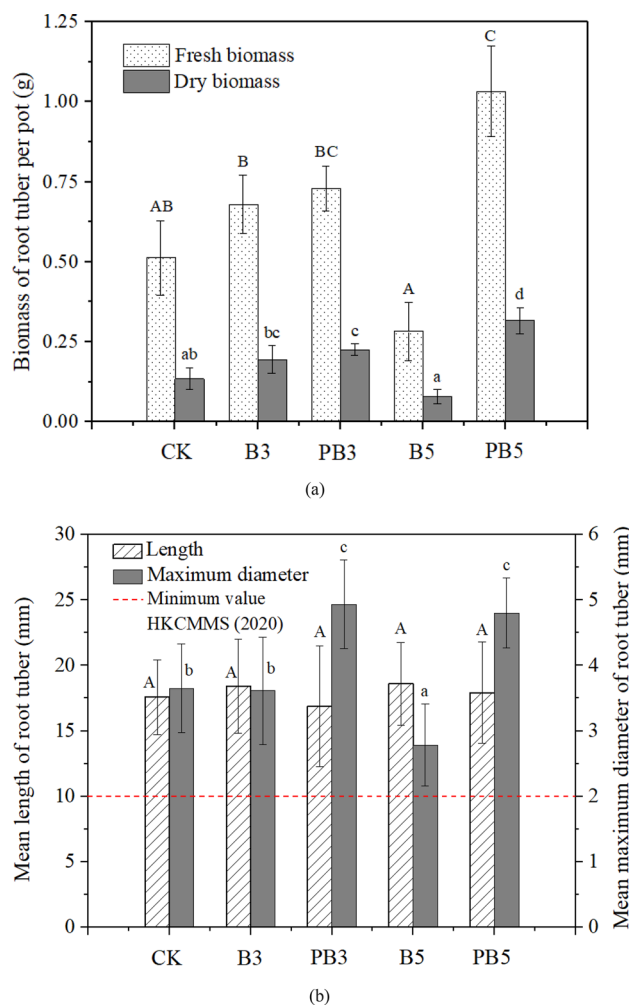 Biomass of root tuber per pot (g)
1.25
1.00
0.75
0.50
0.25
0.00
Fresh biomass
Dry biomass
AB
ab
B
bc
BC
c
A
a
C
d
CK B3 PB3 B5 PB5
(a)
Mean length of root tuber (mm)
30
25
20
15
10
5
0
Length
Maximum diameter
Minimum value
HKCMMS (2020)
A
b
A
b
A
c
A
a
A
c
6
5
4
3
2
1
0
Mean maximum diameter of root tuber (mm)
CK B3 PB3 B5 PB5
(b)